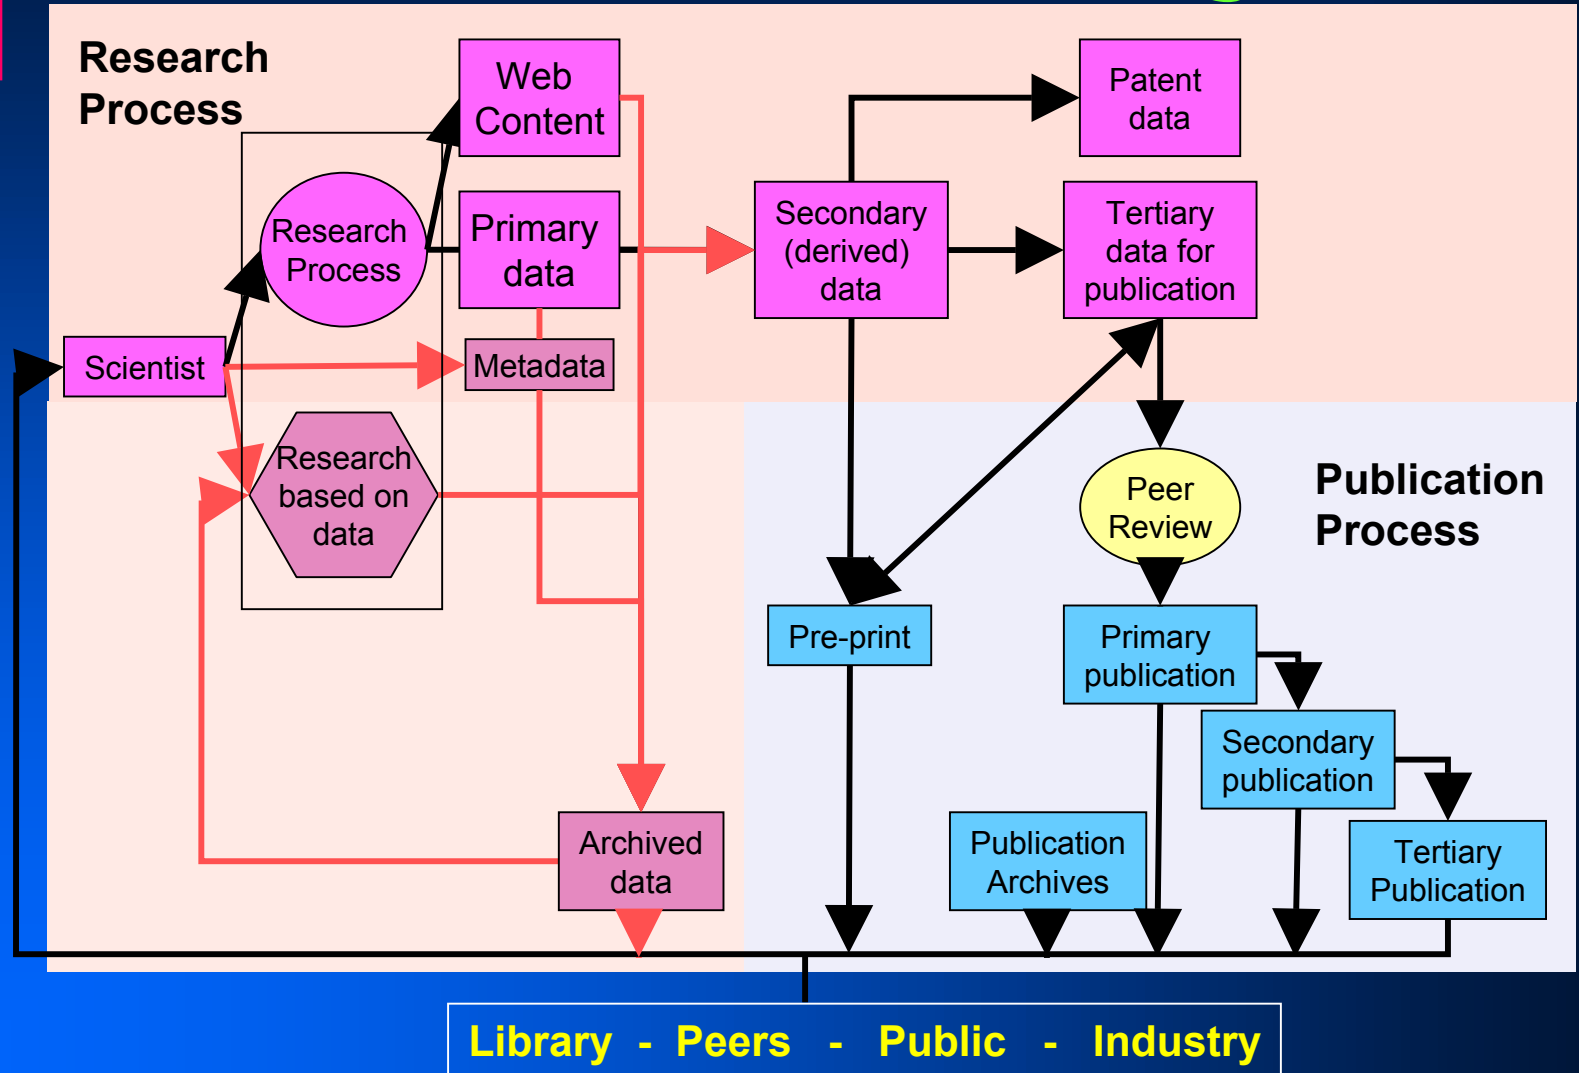 Research
Process
Web
Content
Patent
data
Research
Process
Primary
data
Secondary
(derived)
data
Tertiary
data for
publication
Scientist
Metadata
Research
based on
data
Peer
Review
Publication
Process
Pre-print
Primary
publication
Secondary
publication
Archived
data
Publication
Archives
Tertiary
Publication
Library - Peers - Public - Industry